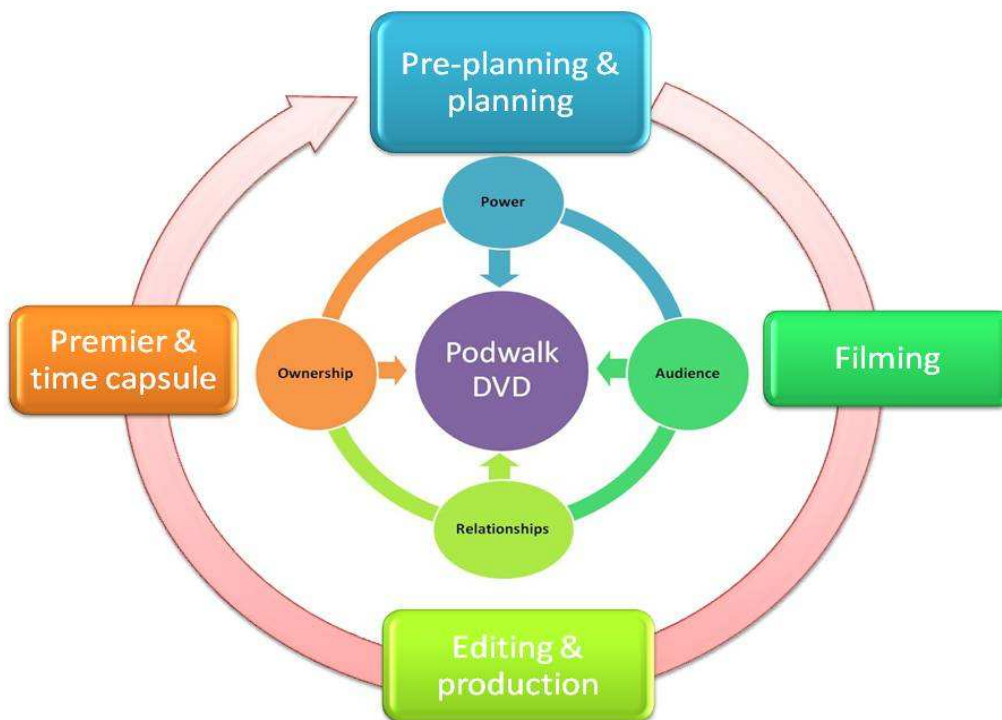 Pre-planning &
planning
Power
Premier &
time capsule
Ownership
Podwalk
DVD
Audience
Filming
Relationships
Editing &
production